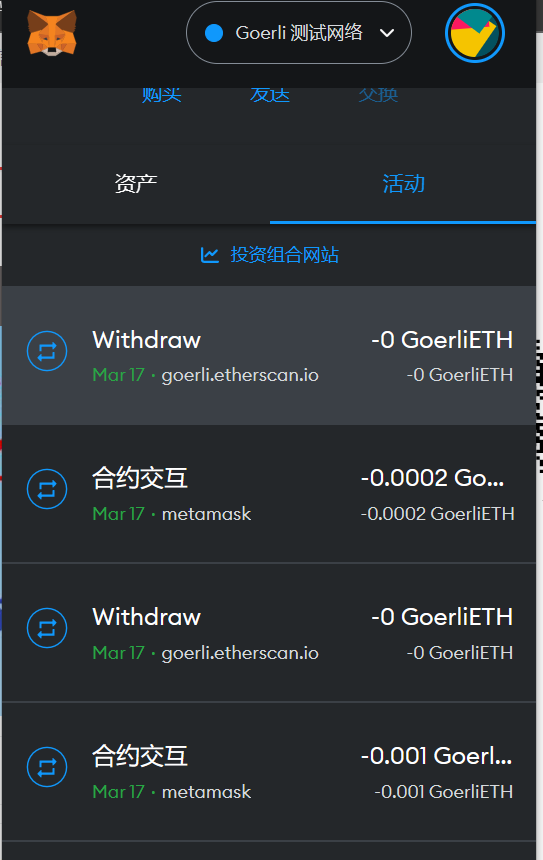 Goerli 测试网络
购买 发送 交换
资产 活动
投资组合网站
Withdraw -0 GoerliETH
Mar 17 · goerli.etherscan.io -0 GoerliETH
合约交互 -0.0002 Go...
Mar 17 · metamask -0.0002 GoerliETH
Withdraw -0 GoerliETH
Mar 17 · goerli.etherscan.io -0 GoerliETH
合约交互 -0.001 Goerl...
Mar 17 · metamask -0.001 GoerliETH